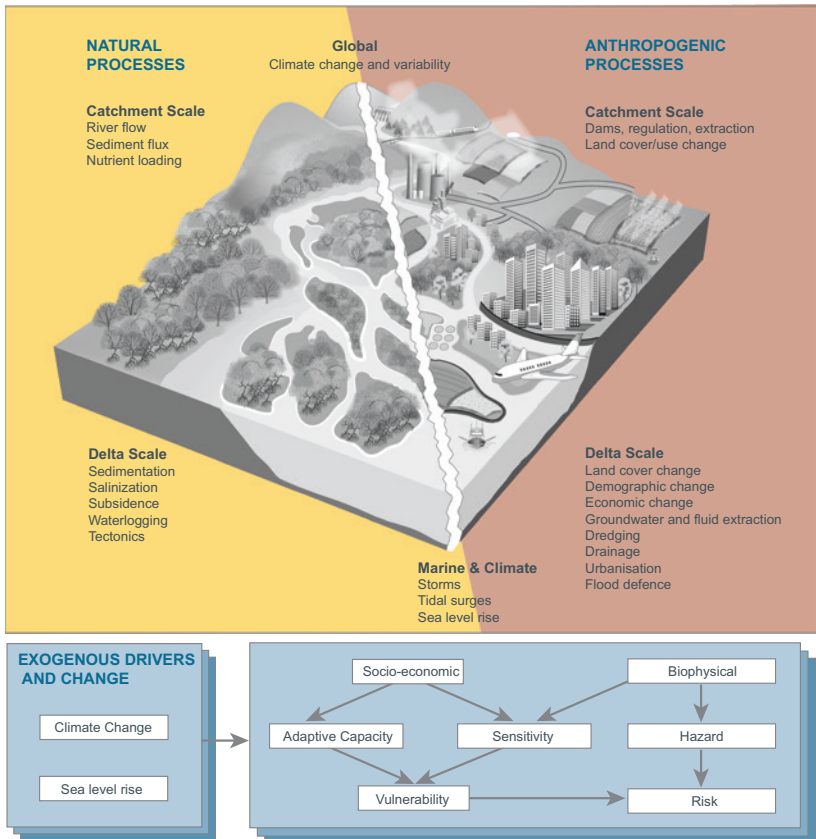 NATURAL
PROCESSES
Global
Climate change and variability
ANTHROPOGENIC
PROCESSES
Catchment Scale
River flow
Sediment flux
Nutrient loading
Catchment Scale
Dams, regulation, extraction
Land cover/use change
Delta Scale
Sedimentation
Salinization
Subsidence
Waterlogging
Tectonics
Delta Scale
Land cover change
Demographic change
Economic change
Groundwater and fluid extraction
Dredging
Drainage
Urbanisation
Flood defence
Marine & Climate
Storms
Tidal surges
Sea level rise
EXOGENOUS DRIVERS
AND CHANGE
Climate Change
Sea level rise
Socio-economic
Biophysical
Adaptive Capacity
Sensitivity
Hazard
Vulnerability
Risk